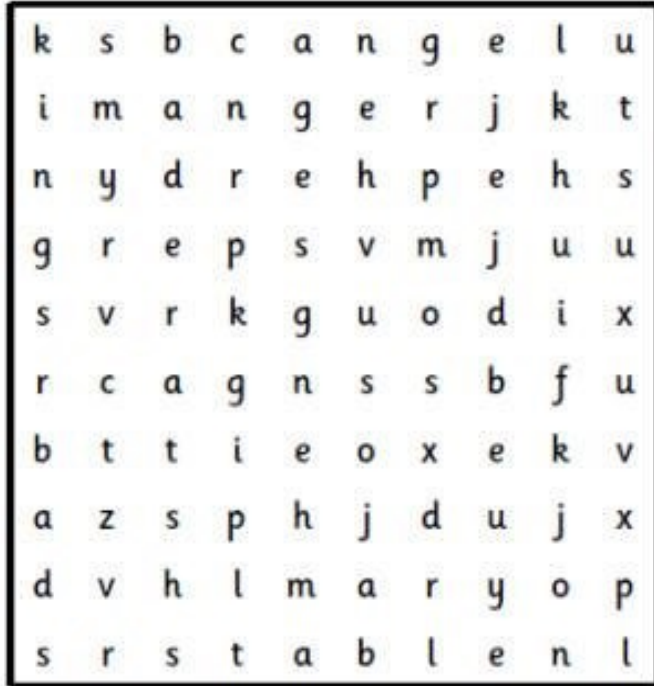 k s b c a n g e l u
i m a n g e r j k t
n y d r e h p e h s
g r e p s v m j u u
s v r k g u o d i x
r c a g n s s b f u
b t t i e o x e k v
a z s p h j d u j x
d v h l m a r y o p
s r s t a b l e n l